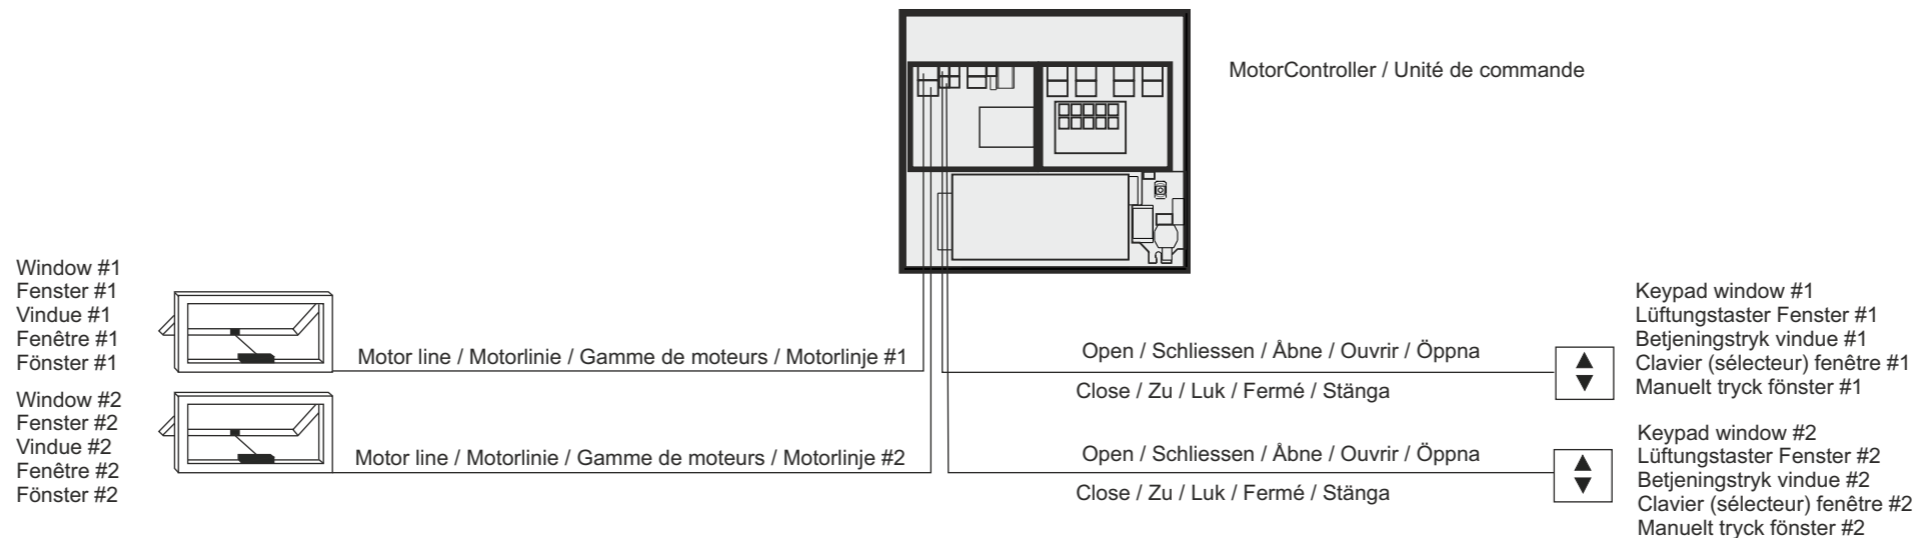 MotorController / Unité de commande
Window #1
Fenster #1
Vindue #1
Fenêtre #1
Fönster #1
Motor line / Motorlinie / Gamme de moteurs / Motorlinje #1
Open / Schliessen / Åbne / Ouvrir / Öppna
Close / Zu / Luk / Fermé / Stänga
Keypad window #1
Lüftungstaster Fenster #1
Betjeningstryk vindue #1
Clavier (sélecteur) fenêtre #1
Manuelt tryck fönster #1
Window #2
Fenster #2
Vindue #2
Fenêtre #2
Fönster #2
Motor line / Motorlinie / Gamme de moteurs / Motorlinje #2
Open / Schliessen / Åbne / Ouvrir / Öppna
Close / Zu / Luk / Fermé / Stänga
Keypad window #2
Lüftungstaster Fenster #2
Betjeningstryk vindue #2
Clavier (sélecteur) fenêtre #2
Manuelt tryck fönster #2